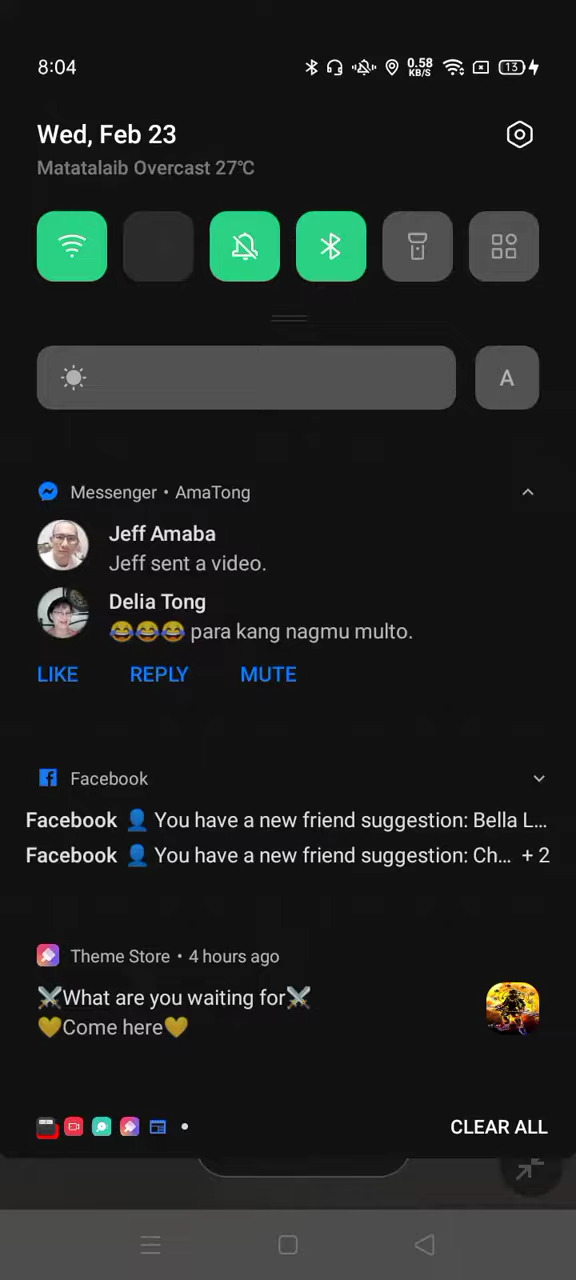 8:04
0.58
KB/S
13
Wed, Feb 23
Matatalaib Overcast 27°C
A
Messenger • AmaTong
Jeff Amaba
Jeff sent a video.
Delia Tong
😂😂😂 para kang nagmu multo.
LIKE REPLY MUTE
Facebook
Facebook 👤 You have a new friend suggestion: Bella L...
Facebook 👤 You have a new friend suggestion: Ch... + 2
Theme Store • 4 hours ago
⚔️What are you waiting for⚔️
💛Come here💛
CLEAR ALL